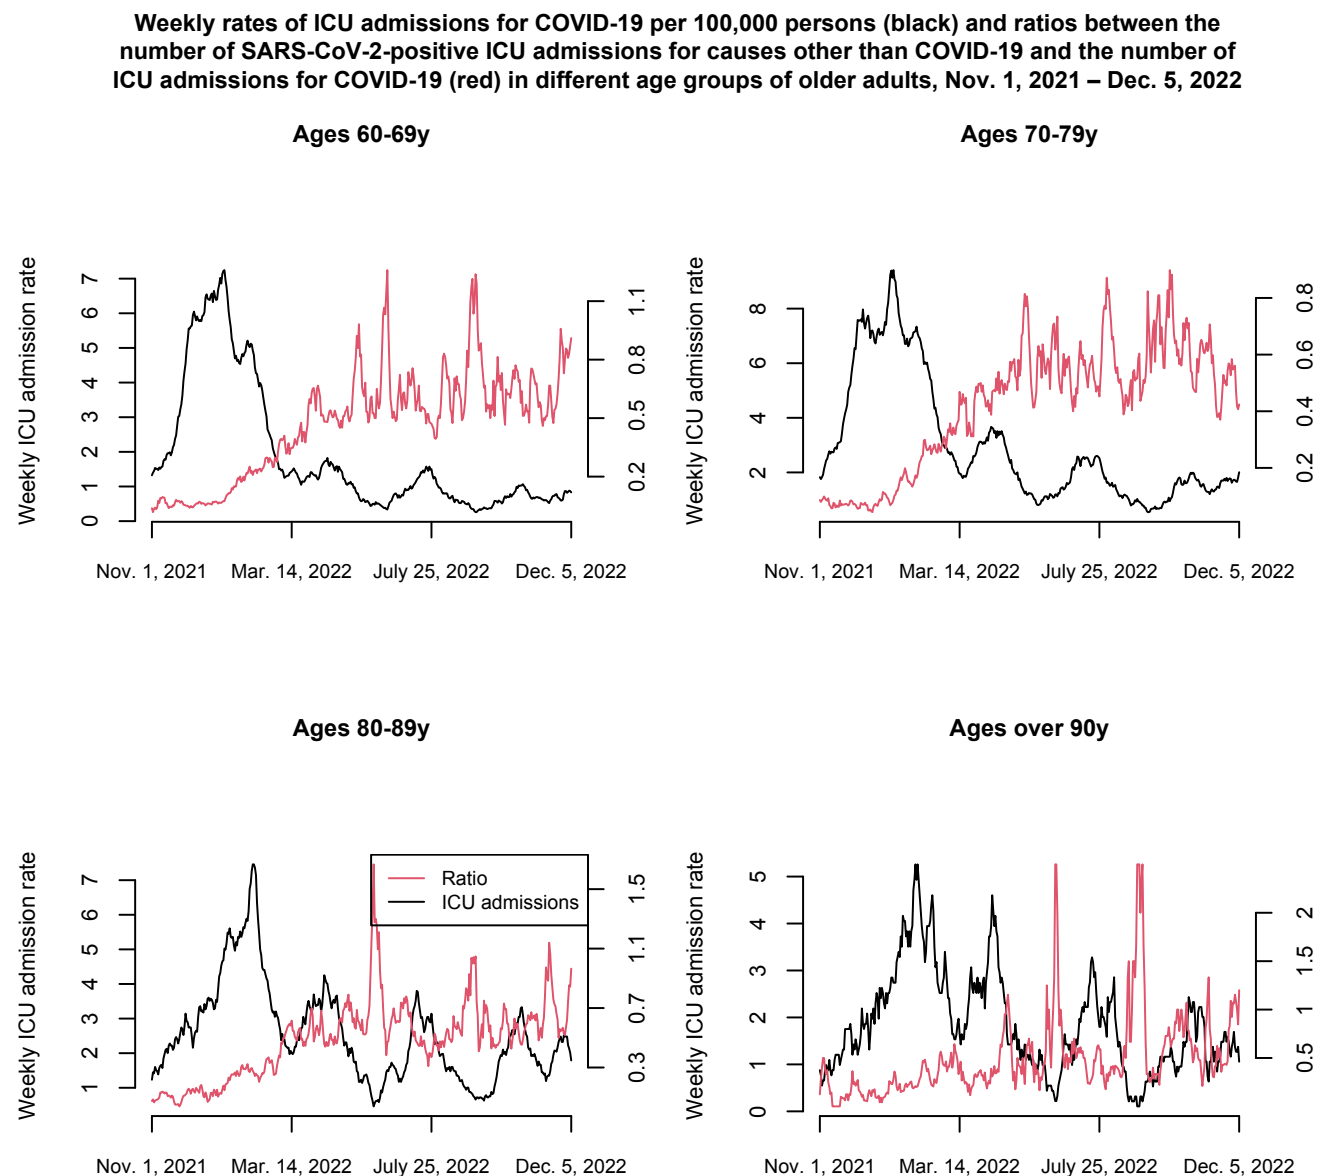 Weekly rates of ICU admissions for COVID-19 per 100,000 persons (black) and ratios between the
number of SARS-CoV-2-positive ICU admissions for causes other than COVID-19 and the number of
ICU admissions for COVID-19 (red) in different age groups of older adults, Nov. 1, 2021 – Dec. 5, 2022
Ages 60-69y
Weekly ICU admission rate
0 1 2 3 4 5 6 7
0.2 0.5 0.8 1.1
Nov. 1, 2021 Mar. 14, 2022 July 25, 2022 Dec. 5, 2022
Ages 70-79y
Weekly ICU admission rate
2 4 6 8
0.2 0.4 0.6 0.8
Nov. 1, 2021 Mar. 14, 2022 July 25, 2022 Dec. 5, 2022
Ages 80-89y
Weekly ICU admission rate
1 2 3 4 5 6 7
Ratio
ICU admissions
0.3 0.7 1.1 1.5
Nov. 1, 2021 Mar. 14, 2022 July 25, 2022 Dec. 5, 2022
Ages over 90y
Weekly ICU admission rate
0 1 2 3 4 5
0.5 1 1.5 2
Nov. 1, 2021 Mar. 14, 2022 July 25, 2022 Dec. 5, 2022